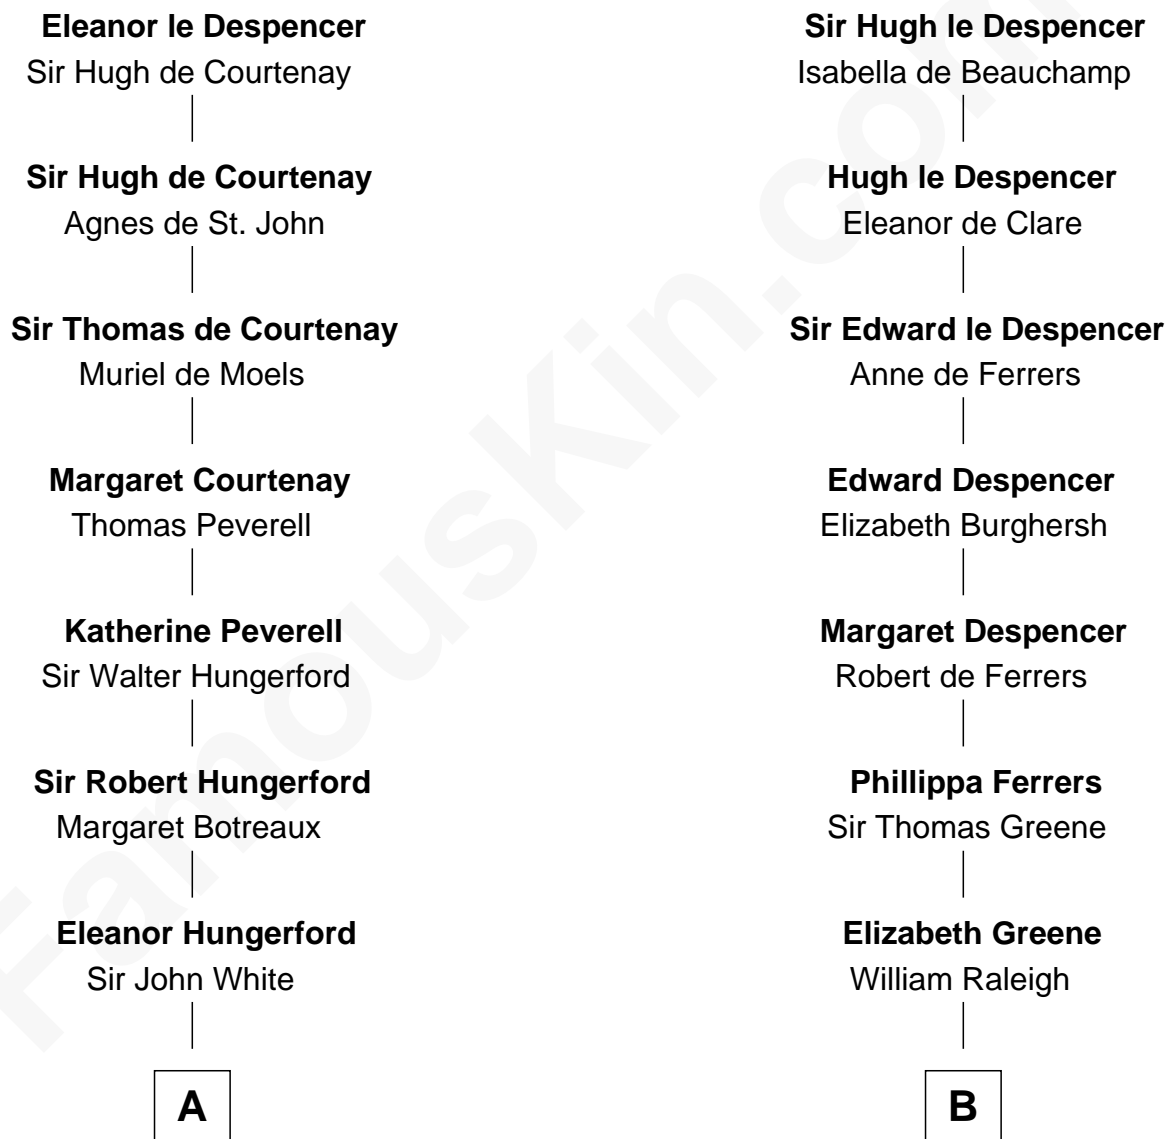 Eleanor le Despencer
Sir Hugh de Courtenay
Sir Hugh de Courtenay
Agnes de St. John
Sir Thomas de Courtenay
Muriel de Moels
Margaret Courtenay
Thomas Peverell
Katherine Peverell
Sir Walter Hungerford
Sir Robert Hungerford
Margaret Botreaux
Eleanor Hungerford
Sir John White
A
Sir Hugh le Despencer
Isabella de Beauchamp
Hugh le Despencer
Eleanor de Clare
Sir Edward le Despencer
Anne de Ferrers
Edward Despencer
Elizabeth Burghersh
Margaret Despencer
Robert de Ferrers
Phillippa Ferrers
Sir Thomas Greene
Elizabeth Greene
William Raleigh
B
FamousKin.com